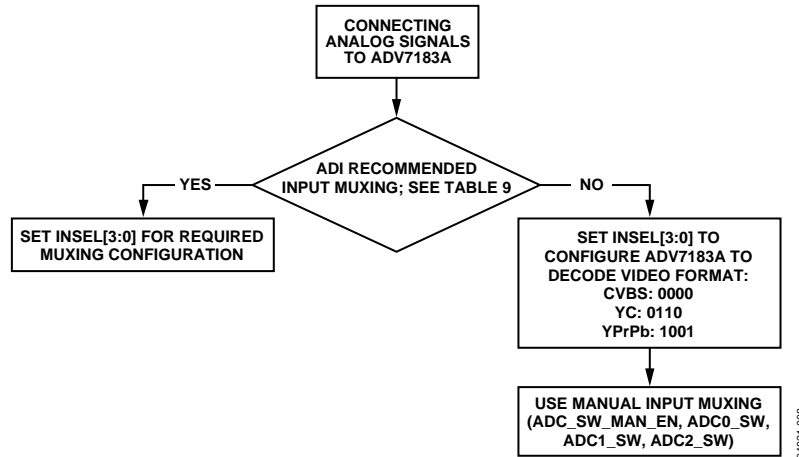 CONNECTING
ANALOG SIGNALS
TO ADV7183A
ADI RECOMMENDED
INPUT MUXING; SEE TABLE 9
YES
NO
SET INSEL[3:0] FOR REQUIRED
MUXING CONFIGURATION
SET INSEL[3:0] TO
CONFIGURE ADV7183A TO
DECODE VIDEO FORMAT:
CVBS: 0000
YC: 0110
YPrPb: 1001
USE MANUAL INPUT MUXING
(ADC_SW_MAN_EN, ADC0_SW,
ADC1_SW, ADC2_SW)